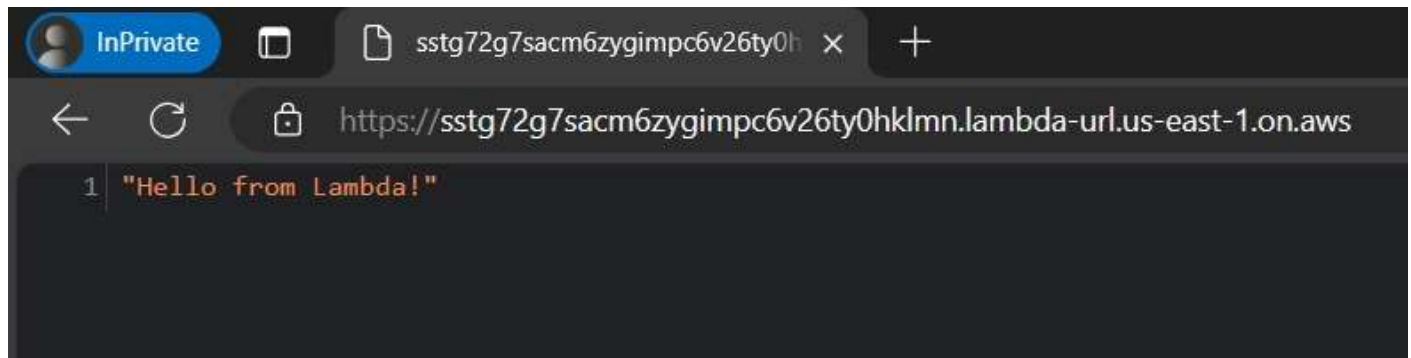 InPrivate
sstg72g7sacm6zygimpc6v26ty0h
https://sstg72g7sacm6zygimpc6v26ty0hklmn.lambda-url.us-east-1.on.aws
1 "Hello from Lambda!"